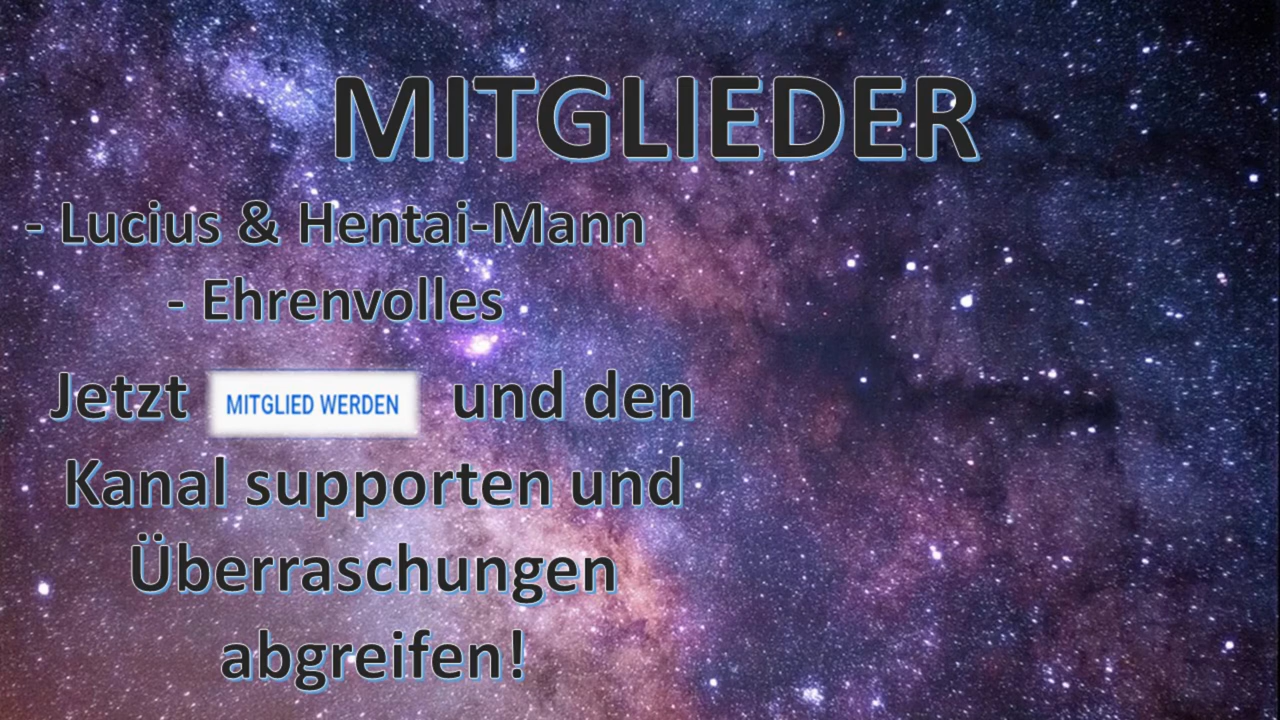 MITGLIEDER
- Lucius & Hentai-Mann
- Ehrenvolles
Jetzt MITGLIED WERDEN und den
Kanal supporten und
Überraschungen
abgreifen!